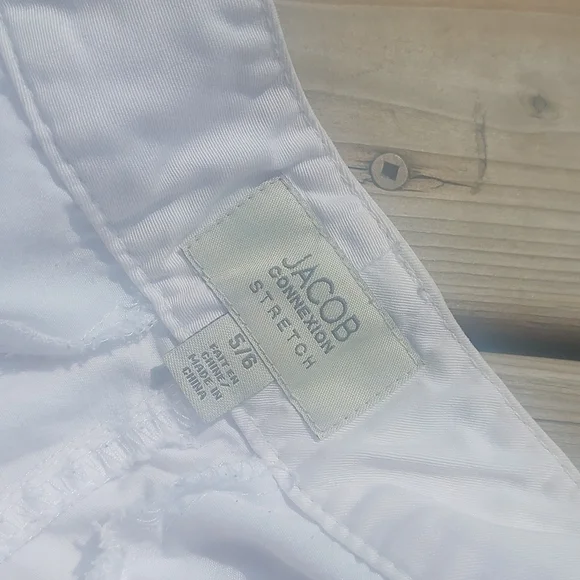 JACOB
CONNEXION
STRETCH
5/6
FAIT EN
CHINE/
MADE IN
CHINA